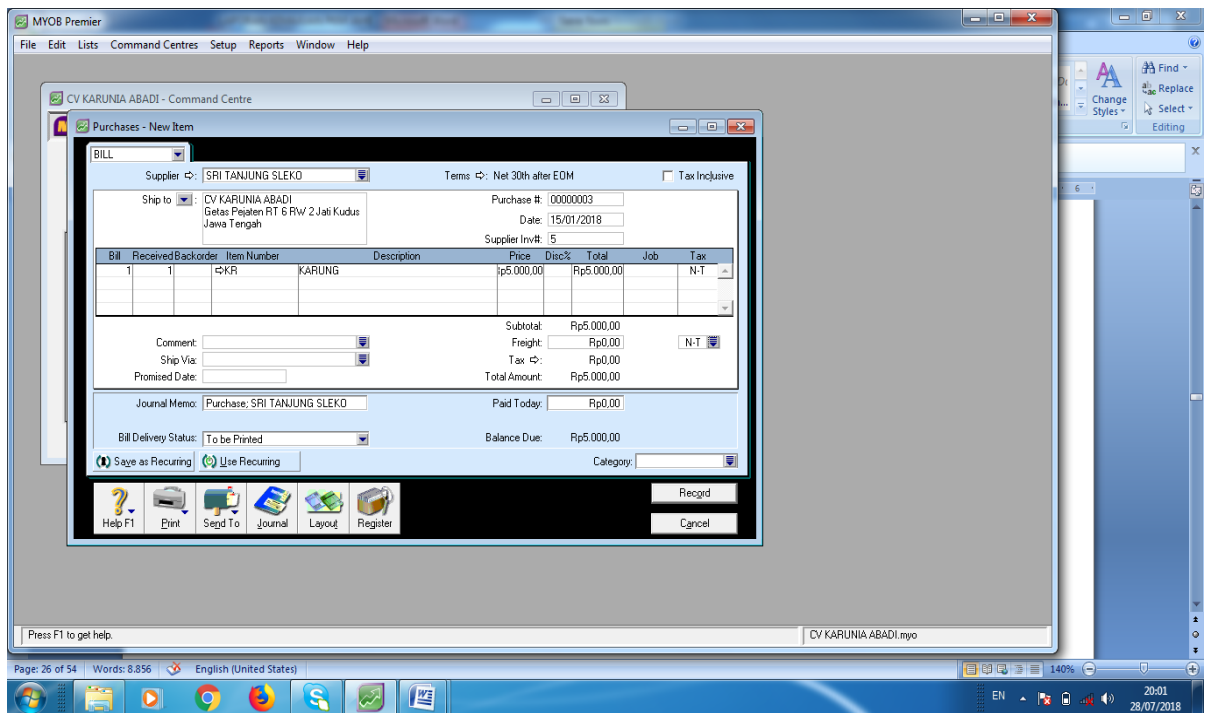 MYOB Premier
File Edit Lists Command Centres Setup Reports Window Help
Find
Replace
Select
Change Styles
Editing
CV KARUNIA ABADI - Command Centre
Purchases - New Item
BILL
Supplier : SRI TANJUNG SLEKO Terms : Net 30th after EOM Tax Inclusive
Ship to : CV KARUNIA ABADI Purchase #: 00000003
Getas Pejaten RT 6 RW 2 Jati Kudus
Jawa Tengah
Date: 15/01/2018
Supplier Inv#: 5
Bill Received Backorder Item Number Description Price Disc% Total Job Tax
1 1 KR KARUNG p5.000,00 Rp5.000,00 N-T
Subtotal: Rp5.000,00
Comment: Freight: Rp0,00 N-T
Ship Via: Tax : Rp0,00
Promised Date: Total Amount: Rp5.000,00
Journal Memo: Purchase; SRI TANJUNG SLEKO Paid Today: Rp0,00
Bill Delivery Status: To be Printed Balance Due: Rp5.000,00
Save as Recurring Use Recurring Category:
Help F1 Print Send To Journal Layout Register
Record
Cancel
6
Press F1 to get help. CV KARUNIA ABADI.myo
Page: 26 of 54 Words: 8.856 English (United States) 140%
EN 20:01
28/07/2018